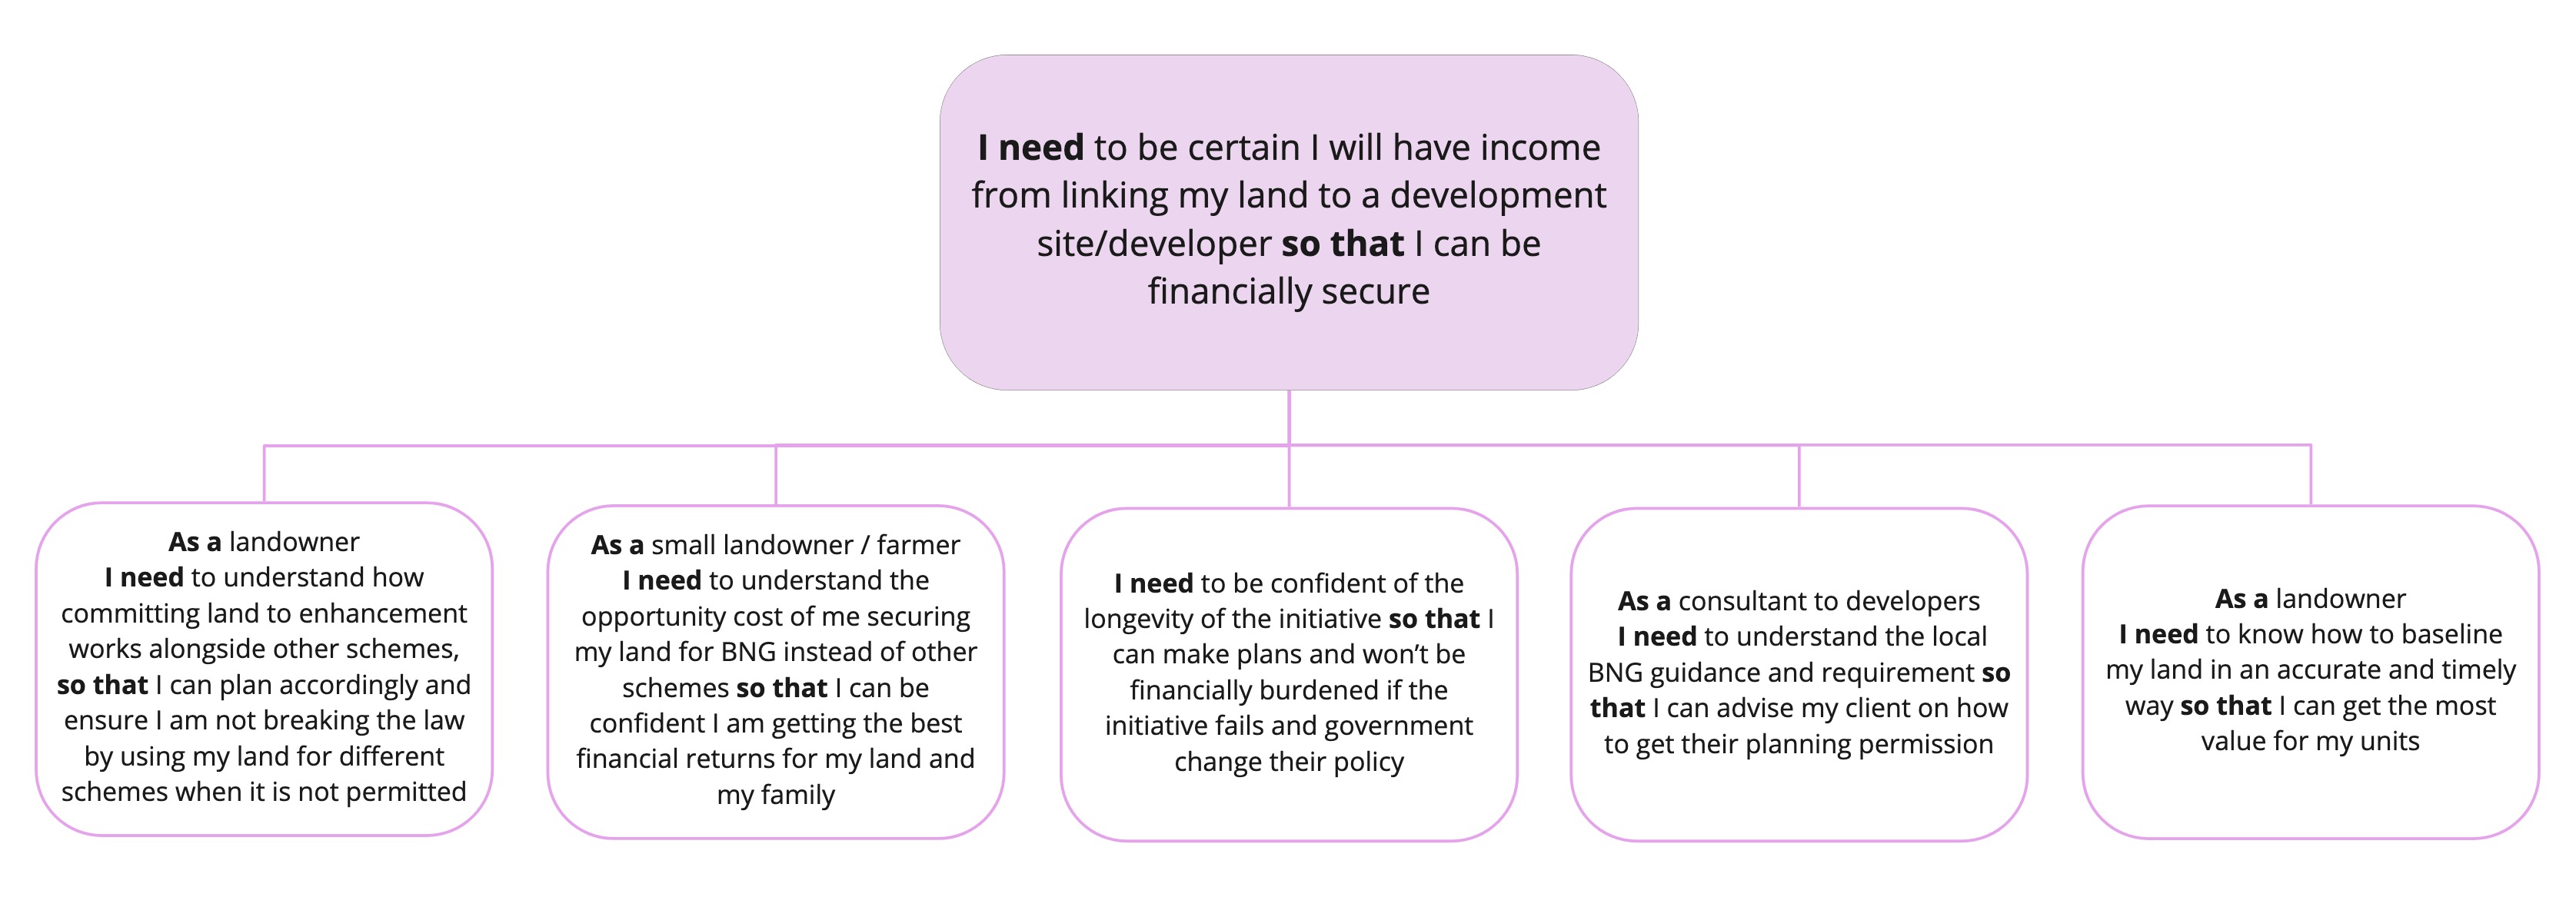 I need to be certain I will have income
from linking my land to a development
site/developer so that I can be
financially secure
As a landowner
I need to understand how
committing land to enhancement
works alongside other schemes,
so that I can plan accordingly and
ensure I am not breaking the law
by using my land for different
schemes when it is not permitted
As a small landowner / farmer
I need to understand the
opportunity cost of me securing
my land for BNG instead of other
schemes so that I can be
confident I am getting the best
financial returns for my land and
my family
I need to be confident of the
longevity of the initiative so that I
can make plans and won’t be
financially burdened if the
initiative fails and government
change their policy
As a consultant to developers
I need to understand the local
BNG guidance and requirement so
that I can advise my client on how
to get their planning permission
As a landowner
I need to know how to baseline
my land in an accurate and timely
way so that I can get the most
value for my units